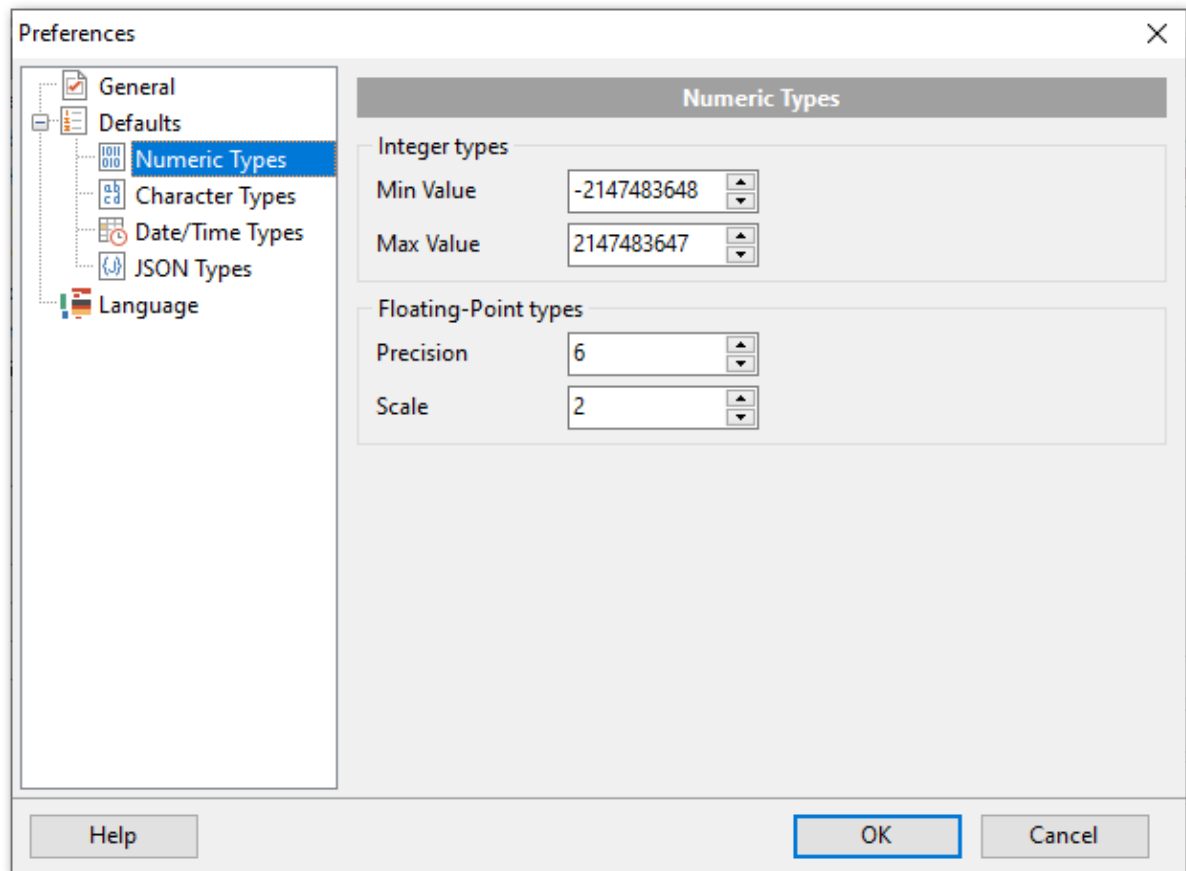 Preferences
General
Defaults
Numeric Types
Character Types
Date/Time Types
JSON Types
Language
Numeric Types
Integer types
Min Value -2147483648
Max Value 2147483647
Floating-Point types
Precision 6
Scale 2
Help OK Cancel